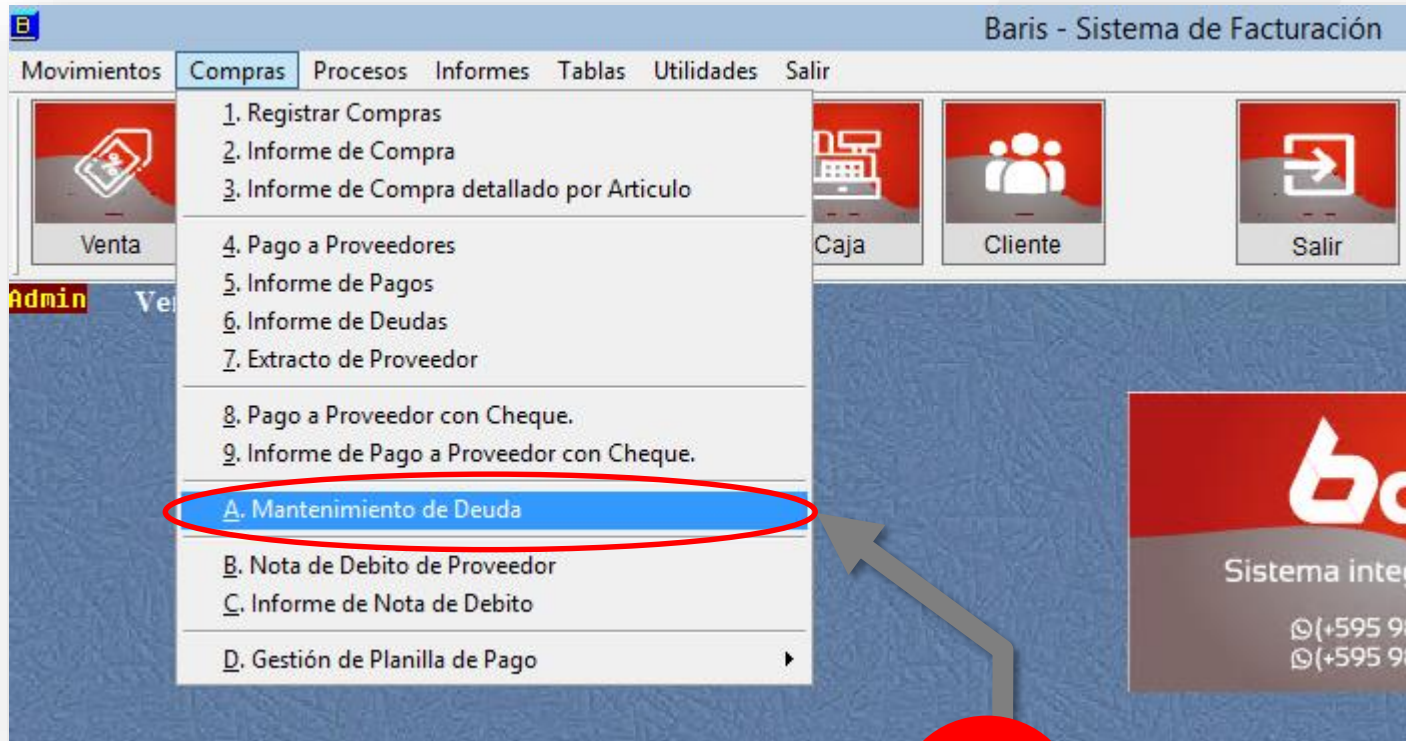 B
Baris - Sistema de Facturación
Movimientos Compras Procesos Informes Tablas Utilidades Salir
1. Registrar Compras
2. Informe de Compra
3. Informe de Compra detallado por Articulo
4. Pago a Proveedores
5. Informe de Pagos
6. Informe de Deudas
7. Extracto de Proveedor
8. Pago a Proveedor con Cheque.
9. Informe de Pago a Proveedor con Cheque.
A. Mantenimiento de Deuda
B. Nota de Debito de Proveedor
C. Informe de Nota de Debito
D. Gestión de Planilla de Pago
Venta
Caja
Cliente
Salir
Admin
Sistema
(+595
(+595